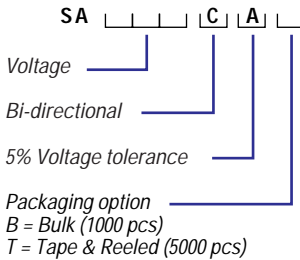 SA C A
Voltage
Bi-directional
5% Voltage tolerance
Packaging option
B = Bulk (1000 pcs)
T = Tape & Reeled (5000 pcs)